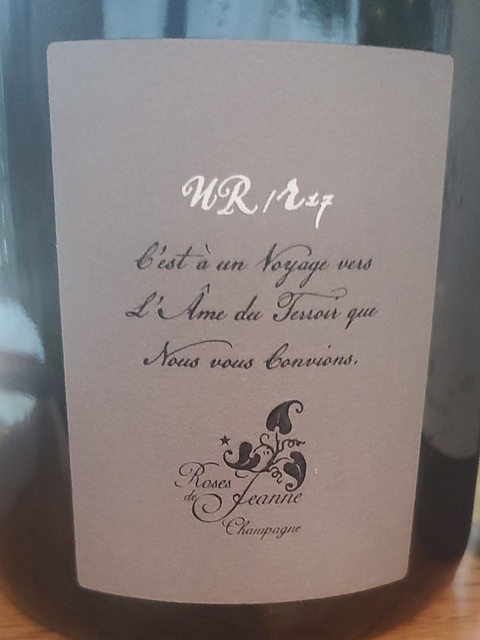 UR/R17
C'est à un Voyage vers
L'Âme du Terroir que
Nous vous Convions.
Roses
de Jeanne
Champagne